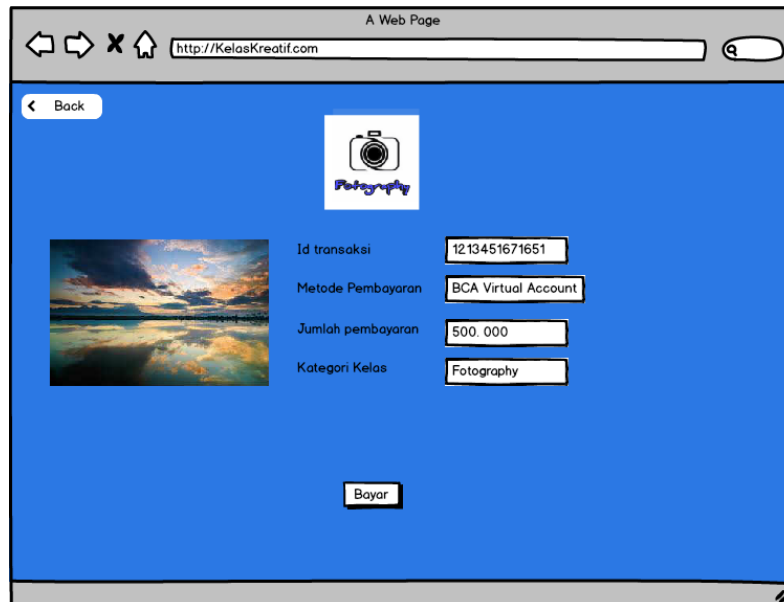 A Web Page
http://KelasKreatif.com
Back
Fotography
Id transaksi
1213451671651
Metode Pembayaran
BCA Virtual Account
Jumlah pembayaran
500. 000
Kategori Kelas
Fotography
Bayar